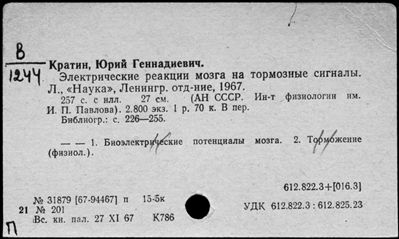 В
1244
Кратин, Юрий Геннадиевич.
Электрические реакции мозга на тормозные сигналы.
Л., «Наука», Ленингр. отд-ние, 1967.
257 с. с илл. 27 см. (АН СССР. Ин-т физиологии им.
И. П. Павлова). 2.800 экз. 1 р. 70 к. В пер.
Библиогр.: с. 226—255.
— — 1. Биоэлектрические потенциалы мозга. 2. Торможение
(физиол.).
612.822.3+[016.3]
№ 31879 [67-94467] п 15-5к
21 № 201
УДК 612.822.3 : 612.825.23
Вс. кн. пал. 27 XI 67 К786
П